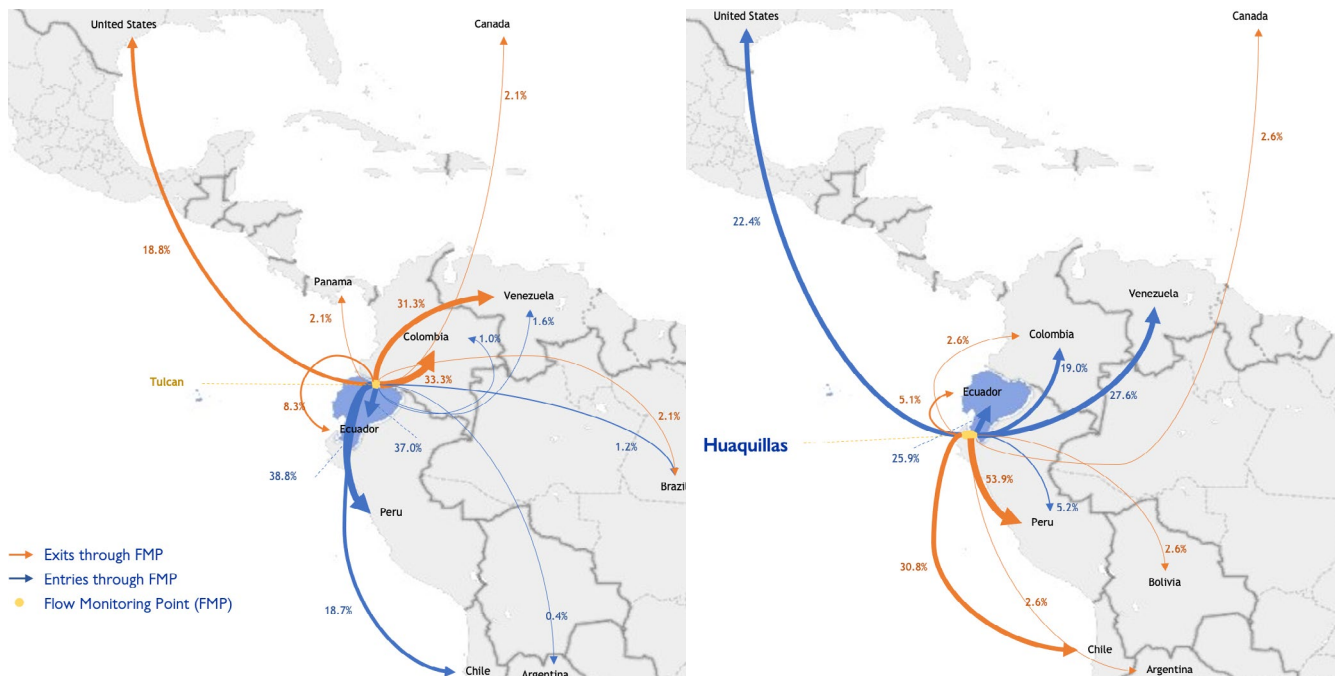 United States
Canada
2.1%
18.8%
Panama
2.1%
31.3%
Venezuela
1.6%
Colombia
1.0%
33.3%
Tulcan
8.3%
Ecuador
37.0%
2.1%
1.2%
38.8%
Brazil
Peru
Exits through FMP
Entries through FMP
Flow Monitoring Point (FMP)
18.7%
0.4%
Chile
Argentina
United States
Canada
2.6%
22.4%
Venezuela
Colombia
2.6%
19.0%
Ecuador
5.1%
27.6%
Huaquillas
25.9%
53.9%
5.2%
Peru
2.6%
30.8%
Bolivia
2.6%
Chile
Argentina